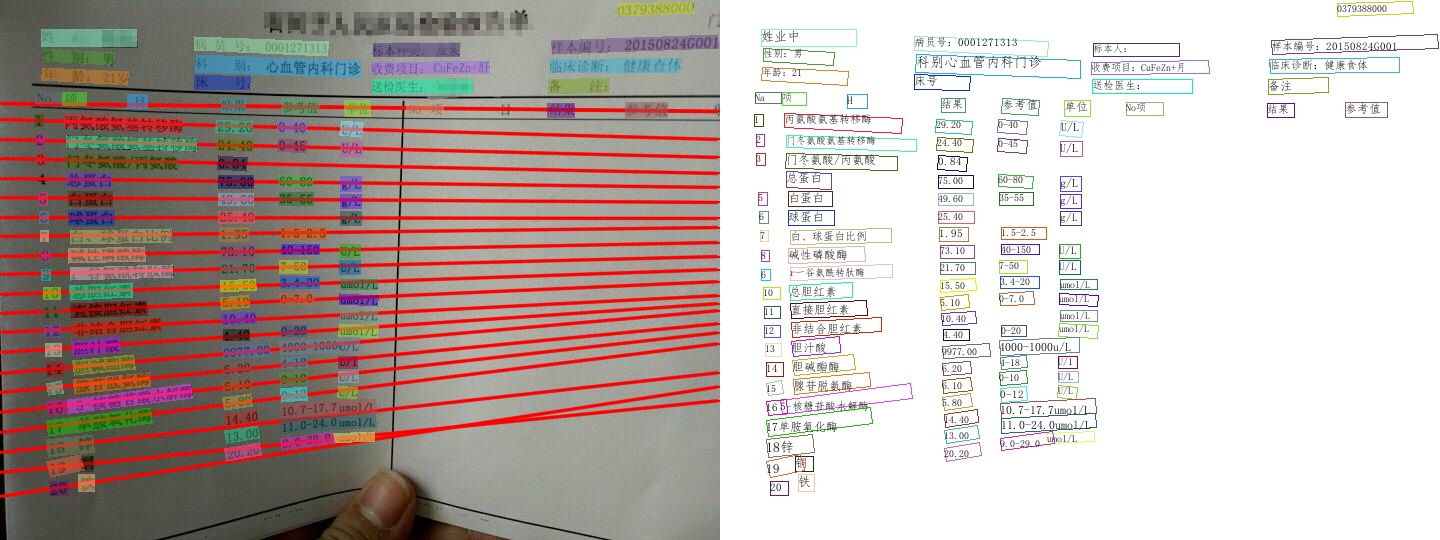 0379388000
姓
病 员 号: 0001271313
标本种类:
样本编号: 20150824G001
性 别: 男
科 别: 心血管内科门诊
收费项目: CuFeZn+肝
临床诊断: 健康查体
年 龄: 21岁
床 号:
送检医生:
备 注:
No 项 目 结果 参考值 单位 No 项 目 结果 参考值
1 丙氨酸氨基转移酶 29.20 0-40 U/L
2 门冬氨酸氨基转移酶 24.40 0-45 U/L
3 门冬氨酸/丙氨酸 0.84
4 总蛋白 75.00 60-80 g/L
5 白蛋白 49.60 35-55 g/L
6 球蛋白 25.40 g/L
7 白、球蛋白比例 1.95 1.5-2.5
8 碱性磷酸酶 73.10 40-150 U/L
9 r-谷氨酰转肽酶 21.70 7-50 U/L
10 总胆红素 15.50 3.4-20 umol/L
11 直接胆红素 5.10 0-7.0 umol/L
12 非结合胆红素 10.40 umol/L
13 胆汁酸 4.40 0-20 umol/L
14 胆碱酯酶 9977.00 4000-1000u/L
15 腺苷脱氨酶 6.20 4-18 U/l
16 5'核糖苷酸水解酶 6.10 0-10 U/L
17 单胺氧化酶 5.80 0-12 U/L
18 锌 14.40 10.7-17.7umol/L
19 13.00 11.0-24.0umol/L
20 铁 20.20 9.0-29.0 umol/L
0379388000
姓业中
病员号: 0001271313
标本人:
样本编号: 20150824G001
性别: 男
科别心血管内科门诊
收费项目: CuFeZn+月
临床诊断: 健康食体
年龄: 21
床号
送检医生:
备注
Na 项 H 结果 参考值 单位 No项 结果 参考值
1 丙氨酸氨基转移酶 29.20 0-40 U/L
2 门冬氨酸氨基转移酶 24.40 0-45 U/L
3 门冬氨酸/丙氨酸 0.84
总蛋白 75.00 60-80 g/L
5 白蛋白 49.60 35-55 g/L
6 球蛋白 25.40 g/L
7 白、球蛋白比例 1.95 1.5-2.5
8 碱性磷酸酶 73.10 40-150 U/L
6 r一谷氨酰转肽酶 21.70 7-50 U/L
10 总胆红素 15.50 3.4-20 umol/L
11 直接胆红素 5.10 0-7.0 umol/L
12 非结合胆红素 10.40 umol/L
13 胆汁酸 4.40 0-20 umol/L
14 胆碱酯酶 9977.00 4000-1000u/L
15 腺苷脱氨酶 6.20 4-18 U/1
16 5 核糖苷酸水解酶 6.10 0-10 U/L
17单胺氧化酶 5.80 0-12 U/L
18锌 14.40 10.7-17.7umol/L
19 铜 13.00 11.0-24.0umol/L
20 铁 20.20 9.0-29.0 umol/L